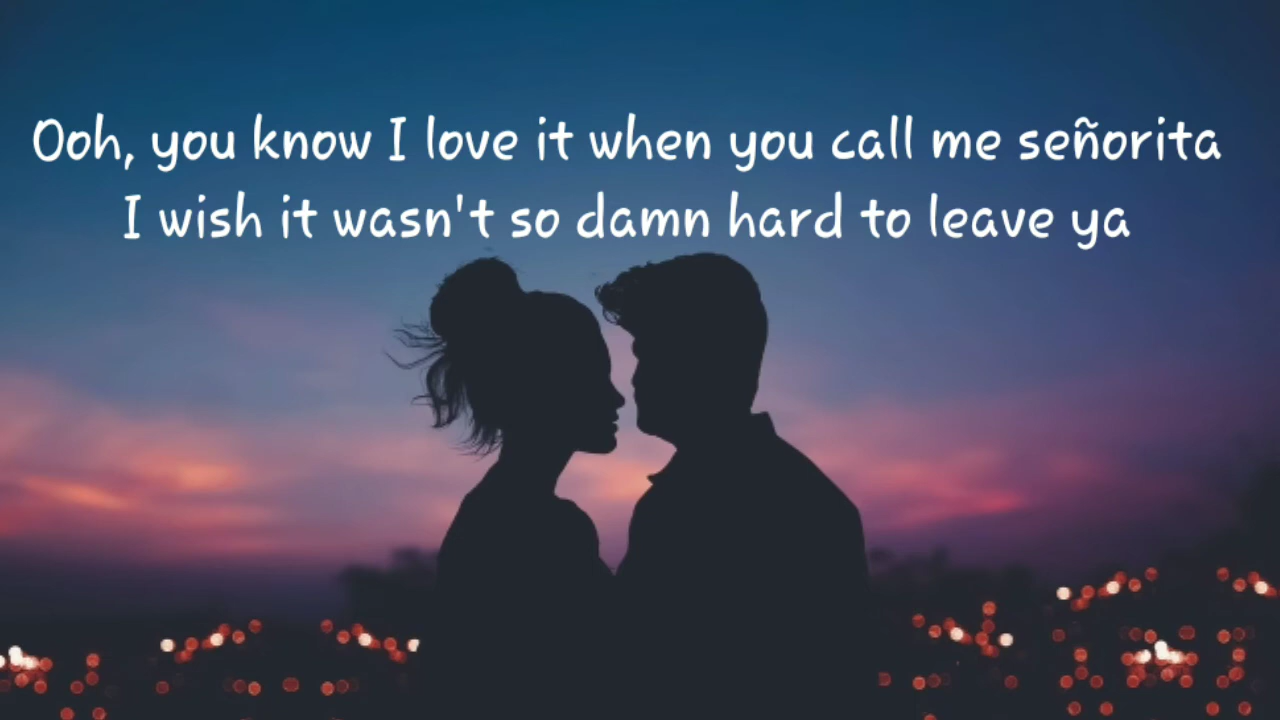 Ooh, you know I love it when you call me señorita
I wish it wasn't so damn hard to leave ya